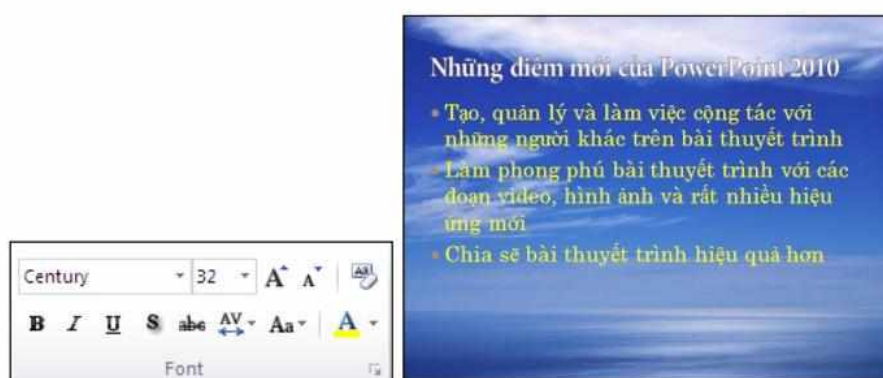 Century
32
A A Aa
B I U S abc AV Aa A
Font
Những điểm mới của PowerPoint 2010
Tạo, quản lý và làm việc cộng tác với
những người khác trên bài thuyết trình
Làm phong phú bài thuyết trình với các
đoạn video, hình ảnh và rất nhiều hiệu
ứng mới
Chia sẽ bài thuyết trình hiệu quả hơn